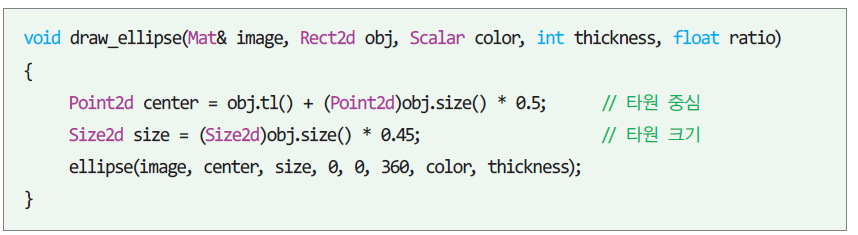 void draw_ellipse(Mat& image, Rect2d obj, Scalar color, int thickness, float ratio)
{
Point2d center = obj.tl() + (Point2d)obj.size() * 0.5; // 타원 중심
Size2d size = (Size2d)obj.size() * 0.45; // 타원 크기
ellipse(image, center, size, 0, 0, 360, color, thickness);
}